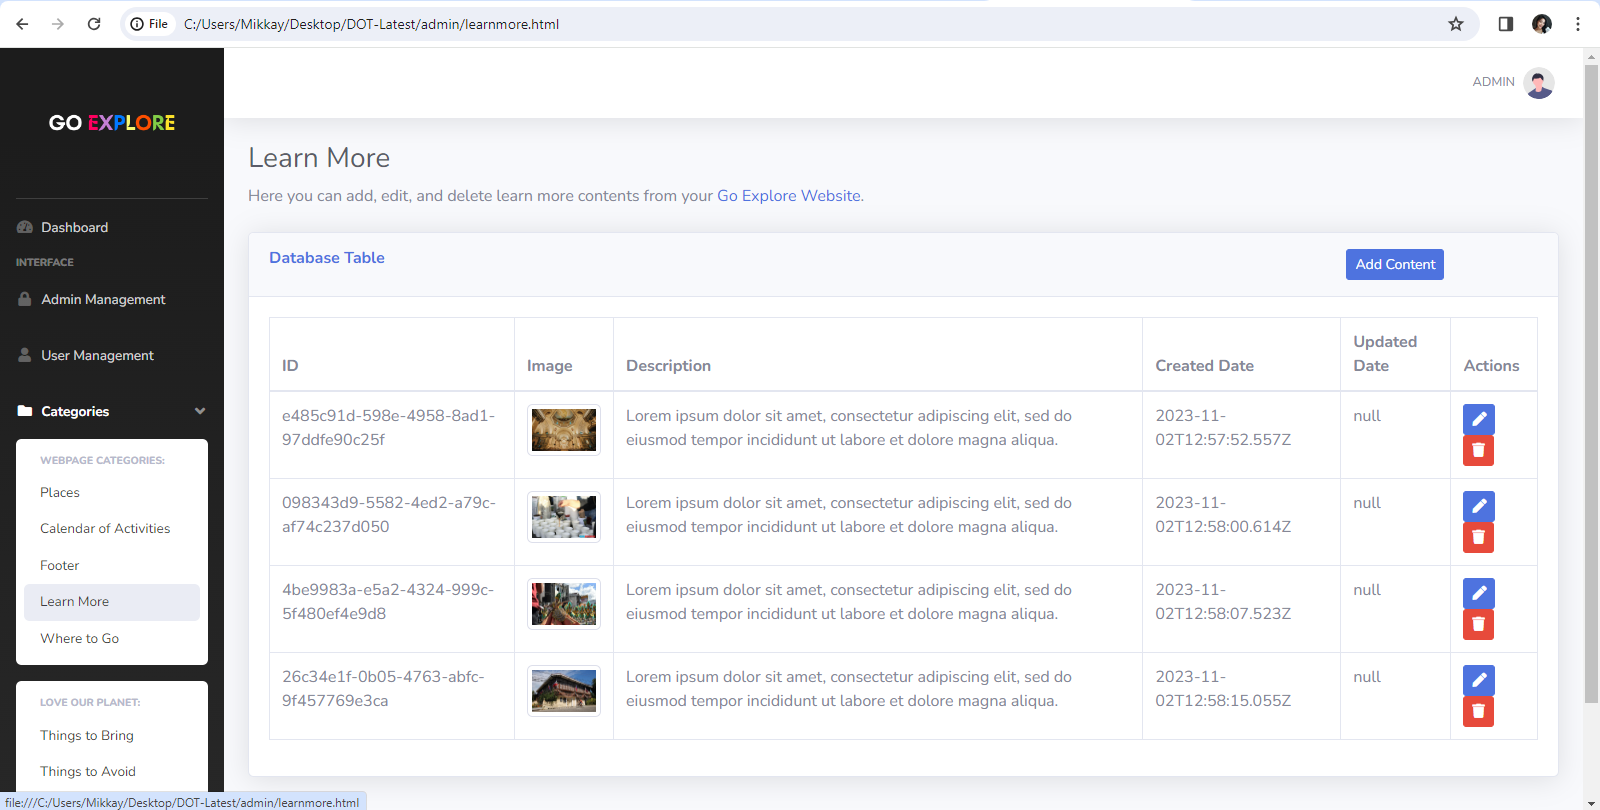 File C:/Users/Mikkay/Desktop/DOT-Latest/admin/learnmore.html
GO EXPLORE
Dashboard
INTERFACE
Admin Management
User Management
Categories
WEBPAGE CATEGORIES:
Places
Calendar of Activities
Footer
Learn More
Where to Go
LOVE OUR PLANET:
Things to Bring
Things to Avoid
file:///C:/Users/Mikkay/Desktop/DOT-Latest/admin/learnmore.html
ADMIN
Learn More
Here you can add, edit, and delete learn more contents from your Go Explore Website.
Database Table
Add Content
ID Image Description Created Date Updated
Date Actions
e485c91d-598e-4958-8ad1- Lorem ipsum dolor sit amet, consectetur adipiscing elit, sed do 2023-11- null
97ddfe90c25f eiusmod tempor incididunt ut labore et dolore magna aliqua. 02T12:57:52.557Z
098343d9-5582-4ed2-a79c- Lorem ipsum dolor sit amet, consectetur adipiscing elit, sed do 2023-11- null
af74c237d050 eiusmod tempor incididunt ut labore et dolore magna aliqua. 02T12:58:00.614Z
4be9983a-e5a2-4324-999c- Lorem ipsum dolor sit amet, consectetur adipiscing elit, sed do 2023-11- null
5f480ef4e9d8 eiusmod tempor incididunt ut labore et dolore magna aliqua. 02T12:58:07.523Z
26c34e1f-0b05-4763-abfc- Lorem ipsum dolor sit amet, consectetur adipiscing elit, sed do 2023-11- null
9f457769e3ca eiusmod tempor incididunt ut labore et dolore magna aliqua. 02T12:58:15.055Z